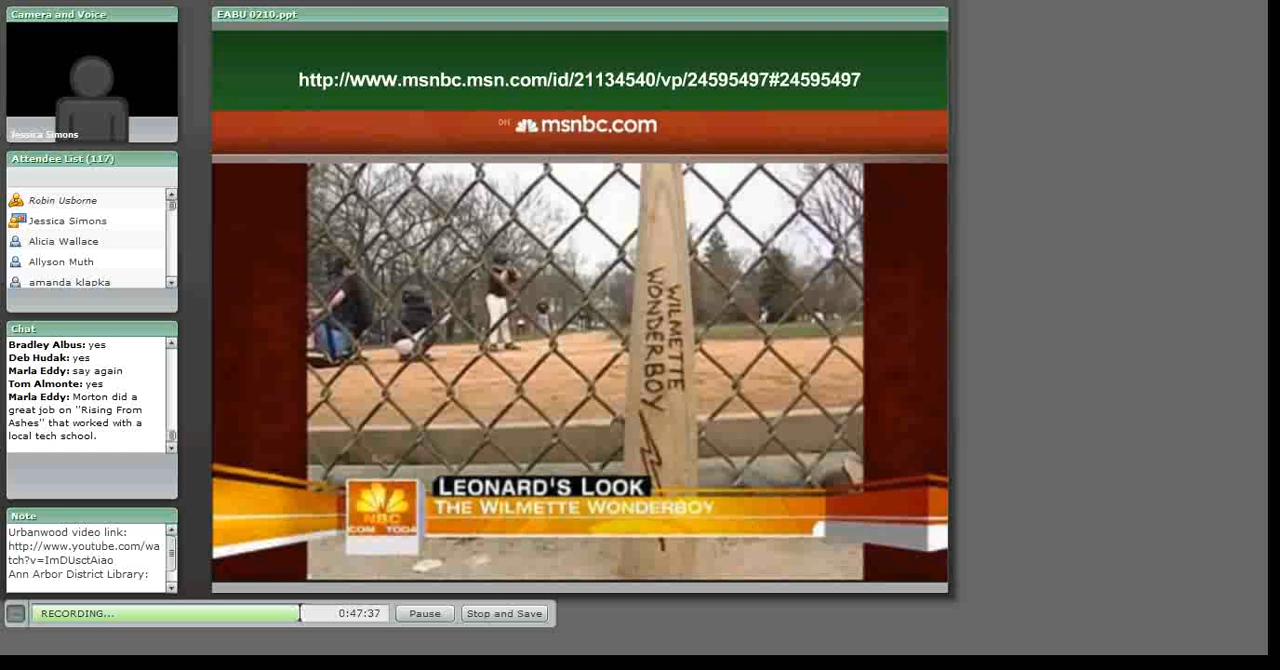 Camera and Voice
Jessica Simons
Attendee List (117)
Robin Usborne
Jessica Simons
Alicia Wallace
Allyson Muth
amanda klapka
Chat
Bradley Albus: yes
Deb Hudak: yes
Marla Eddy: say again
Tom Almonte: yes
Marla Eddy: Morton did a
great job on "Rising From
Ashes" that worked with a
local tech school.
Note
Urbanwood video link:
http://www.youtube.com/wa
tch?v=ImDUsctAiao
Ann Arbor District Library:
EABU 0210.ppt
http://www.msnbc.msn.com/id/21134540/vp/24595497#24595497
ON msnbc.com
WILMETTE
WONDERBOY
LEONARD'S LOOK
THE WILMETTE WONDERBOY
NBC
RECORDING...
0:47:37
Pause
Stop and Save